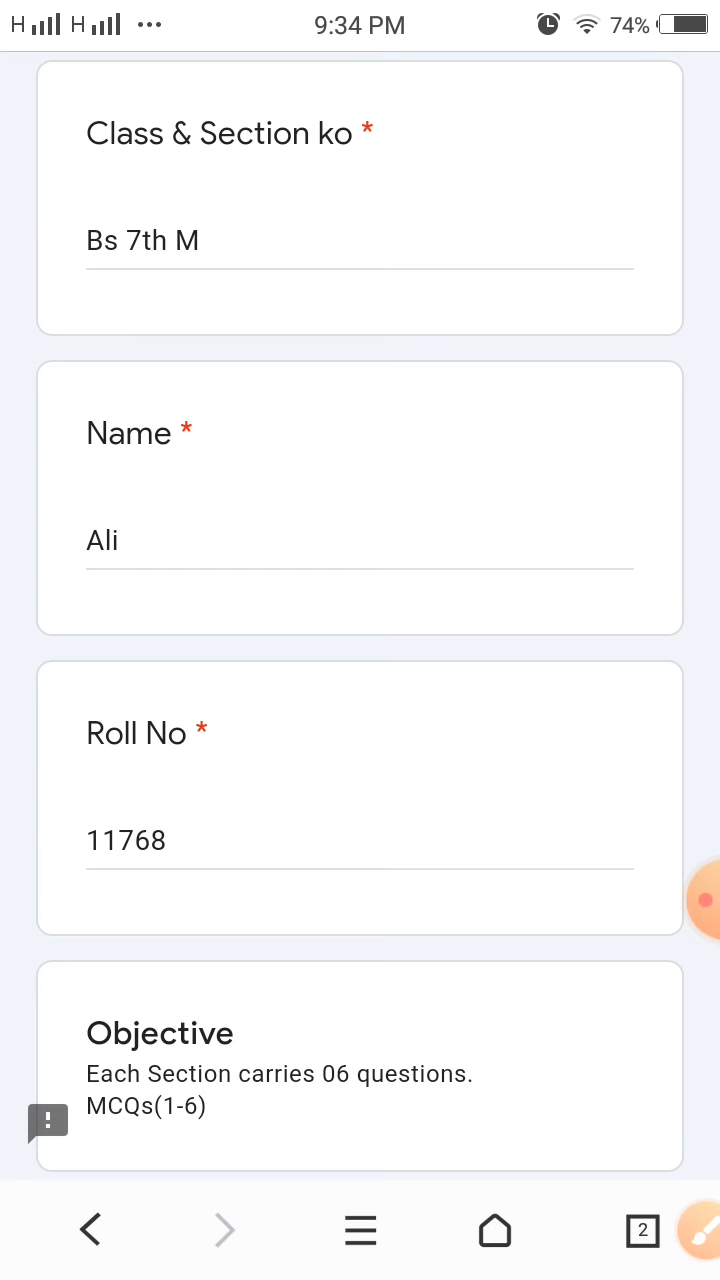 H H ... 9:34 PM 74%
Class & Section ko *
Bs 7th M
Name *
Ali
Roll No *
11768
Objective
Each Section carries 06 questions.
MCQs(1-6)
!
2